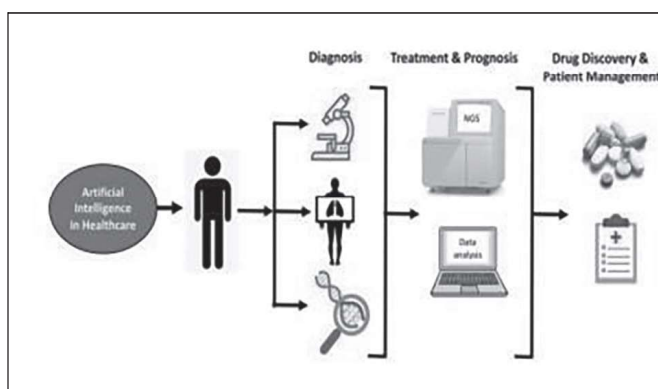 Diagnosis
Treatment & Prognosis
Drug Discovery &
Patient Management
Artificial
Intelligence
in Healthcare
NGS
Data
analysis